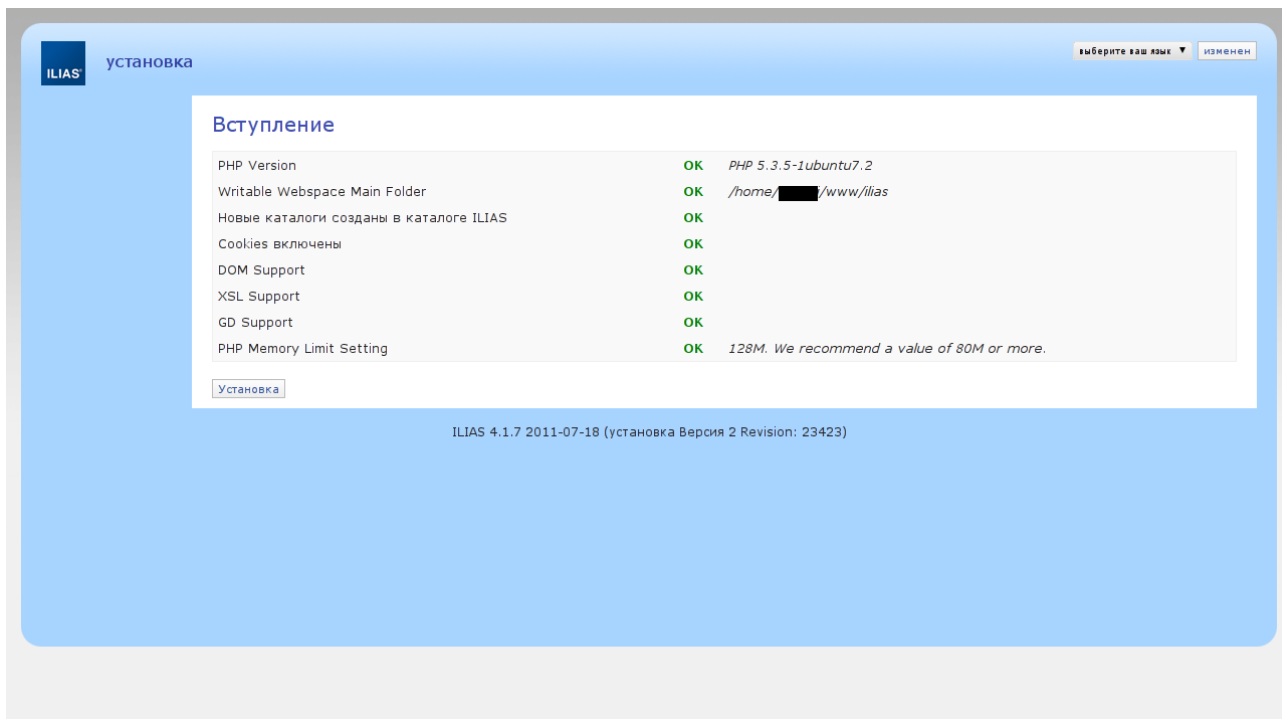 ILIAS
установка
выберите ваш язык ▼ изменен
Вступление
PHP Version OK PHP 5.3.5-1ubuntu7.2
Writable Webspace Main Folder OK /home/ /www/ilias
Новые каталоги созданы в каталоге ILIAS OK
Cookies включены OK
DOM Support OK
XSL Support OK
GD Support OK
PHP Memory Limit Setting OK 128M. We recommend a value of 80M or more.
Установка
ILIAS 4.1.7 2011-07-18 (установка Версия 2 Revision: 23423)